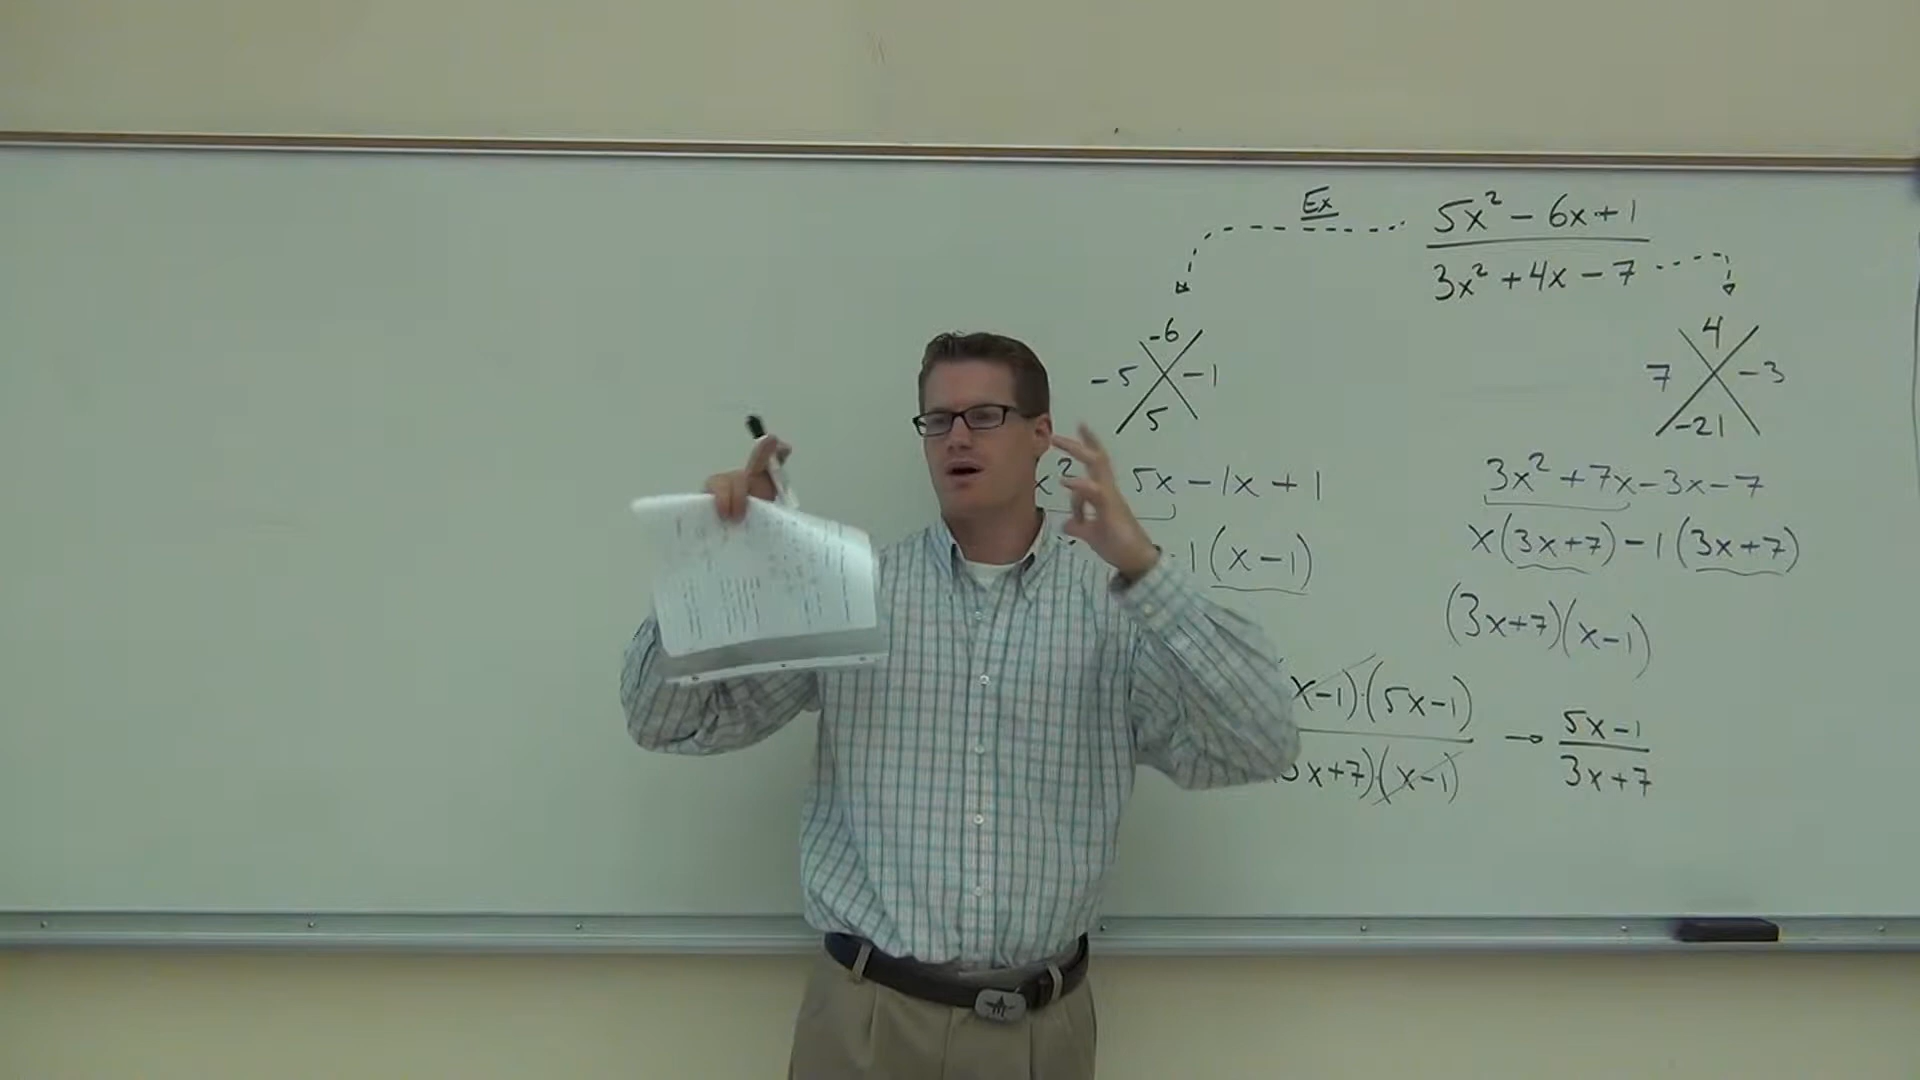 Ex
5x² - 6x + 1
3x² + 4x - 7
-6
-5 -1
5
4
7 -3
-21
x² 5x - 1x + 1
3x² + 7x - 3x - 7
1(x - 1)
x(3x + 7) - 1(3x + 7)
(3x + 7)(x - 1)
x - 1)·(5x - 1)
x + 7)(x - 1)
→
5x - 1
3x + 7